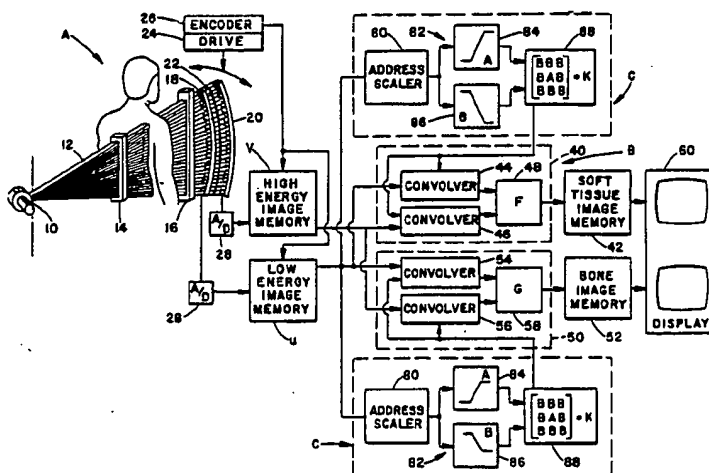 26
ENCODER
24
DRIVE
A
22
18
20
12
V
10
14
16
A/D
28
HIGH
ENERGY
IMAGE
MEMORY
A/D
28
LOW
ENERGY
IMAGE
MEMORY
u
80
82
84
88
ADDRESS
SCALER
A
B
86
[BBB
BAB
BBB] * K
C
40
B
44
48
CONVOLVER
F
CONVOLVER
46
SOFT
TISSUE
IMAGE
MEMORY
42
54
CONVOLVER
G
CONVOLVER
56
58
50
BONE
IMAGE
MEMORY
52
60
DISPLAY
80
84
88
ADDRESS
SCALER
A
B
[BBB
BAB
BBB] * K
C
82
86